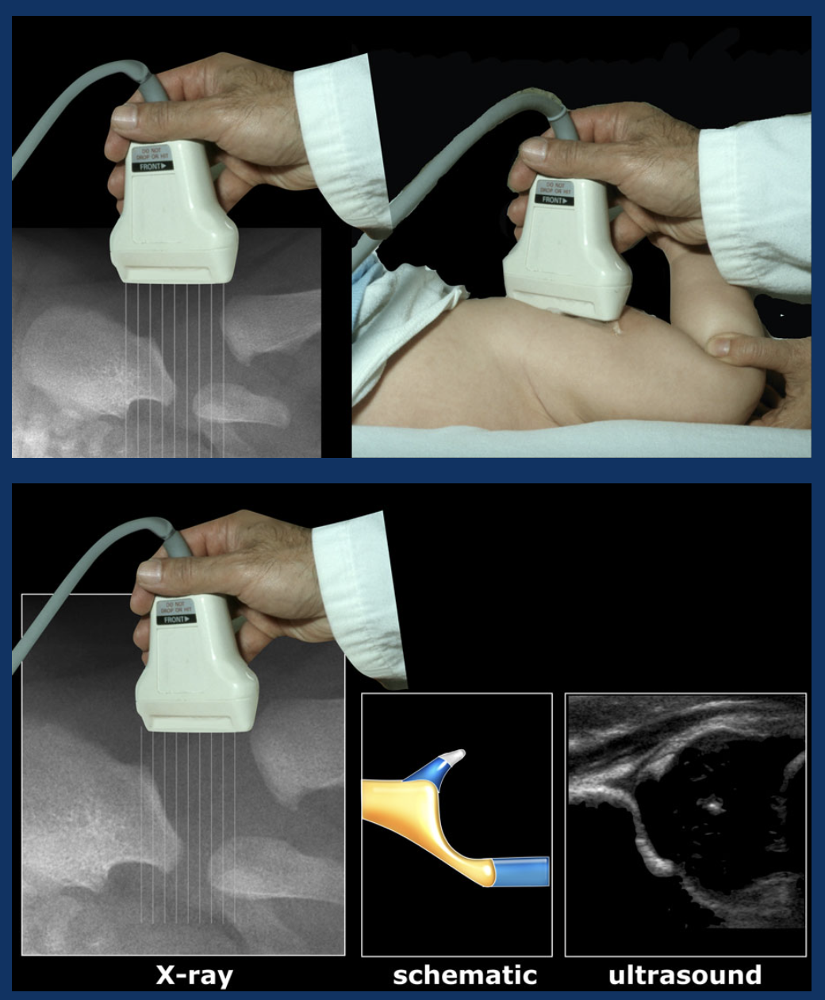 DO NOT
DROP OR HIT
FRONT▶
DO NOT
DROP OR HIT
FRONT▶
DO NOT
DROP OR HIT
FRONT▶
X-ray
schematic
ultrasound